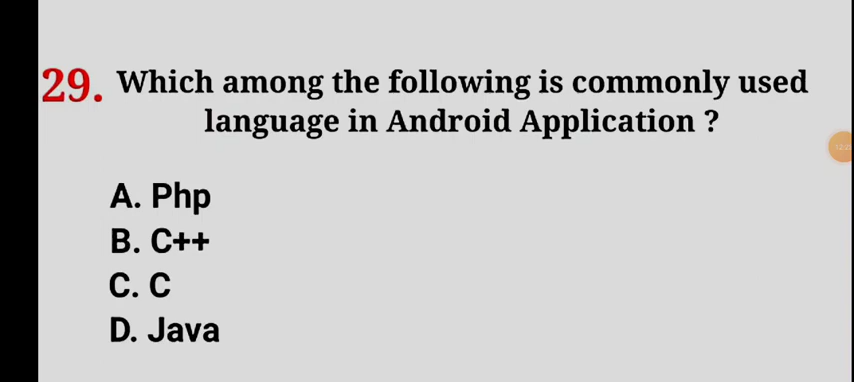 29. Which among the following is commonly used
language in Android Application ?
A. Php
B. C++
C. C
D. Java